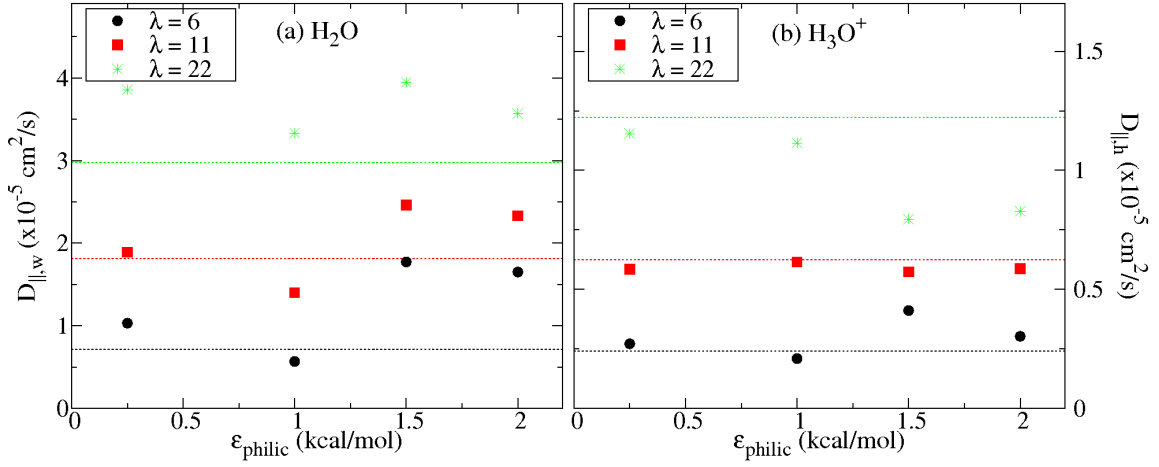 λ = 6
λ = 11
λ = 22
(a) H₂O
λ = 6
λ = 11
λ = 22
(b) H₃O⁺
D||,w (x10⁻⁵ cm²/s)
4
3
2
1
0
0
0.5
1
1.5
2
ε_philic (kcal/mol)
0
0.5
1
1.5
2
ε_philic (kcal/mol)
1.5
1
0.5
0
D||,h (x10⁻⁵ cm²/s)